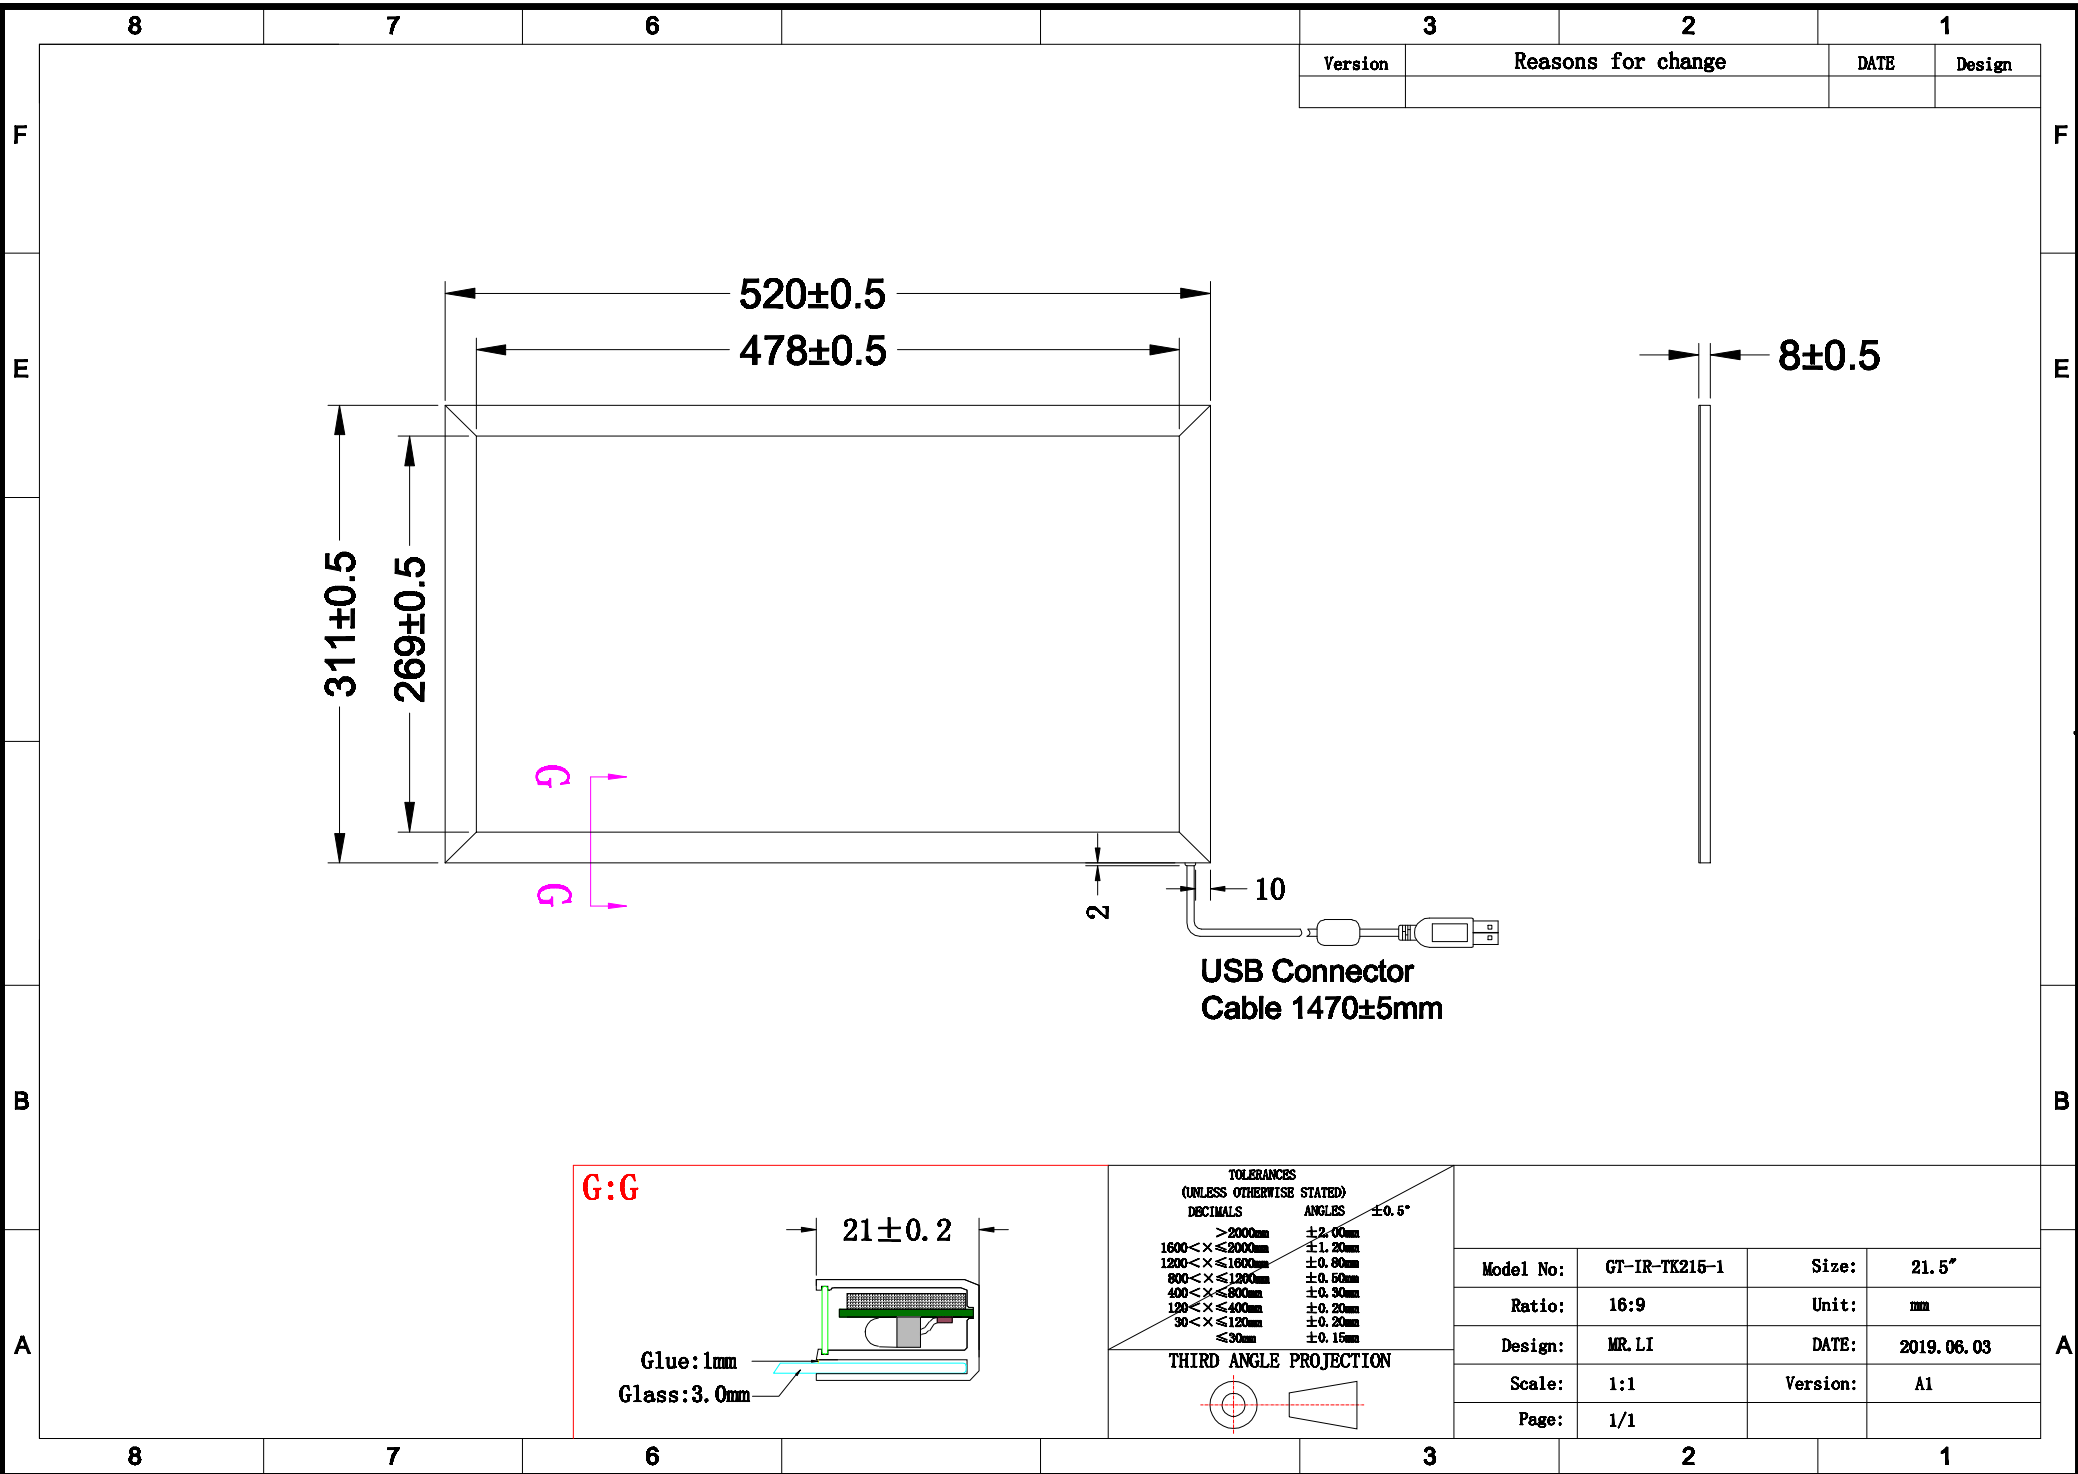 8 7 6 3 2 1
Version Reasons for change DATE Design
F F
520±0.5
478±0.5
8±0.5
E E
311±0.5
269±0.5
G
G
2
10
USB Connector
Cable 1470±5mm
B B
G:G
21±0.2
Glue:1mm
Glass:3.0mm
TOLERANCES
(UNLESS OTHERWISE STATED)
DECIMALS ANGLES ±0.5°
>2000mm ±2.00mm
1600<×≤2000mm ±1.20mm
1200<×≤1600mm ±0.80mm
800<×≤1200mm ±0.50mm
400<×≤800mm ±0.30mm
120<×≤400mm ±0.20mm
30<×≤120mm ±0.20mm
≤30mm ±0.15mm
THIRD ANGLE PROJECTION
Model No: GT-IR-TK215-1 Size: 21.5″
Ratio: 16:9 Unit: mm
Design: MR.LI DATE: 2019.06.03
Scale: 1:1 Version: A1
Page: 1/1
A A
8 7 6 3 2 1